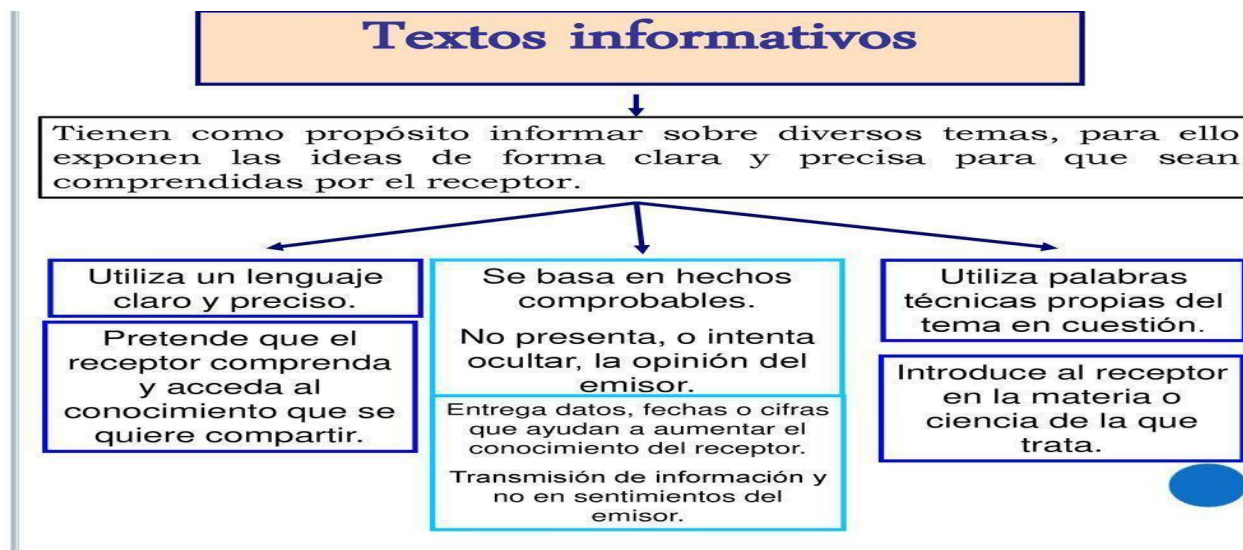 Textos informativos
Tienen como propósito informar sobre diversos temas, para ello
exponen las ideas de forma clara y precisa para que sean
comprendidas por el receptor.
Utiliza un lenguaje
claro y preciso.
Pretende que el
receptor comprenda
y acceda al
conocimiento que se
quiere compartir.
Se basa en hechos
comprobables.
No presenta, o intenta
ocultar, la opinión del
emisor.
Entrega datos, fechas o cifras
que ayudan a aumentar el
conocimiento del receptor.
Transmisión de información y
no en sentimientos del
emisor.
Utiliza palabras
técnicas propias del
tema en cuestión.
Introduce al receptor
en la materia o
ciencia de la que
trata.